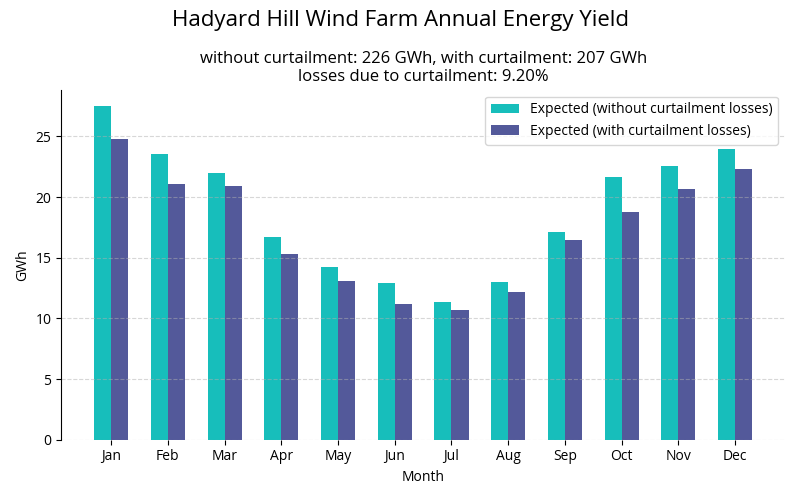 Hadyard Hill Wind Farm Annual Energy Yield
without curtailment: 226 GWh, with curtailment: 207 GWh
losses due to curtailment: 9.20%
Expected (without curtailment losses)
Expected (with curtailment losses)
GWh
25
20
15
10
5
0
Jan Feb Mar Apr May Jun Jul Aug Sep Oct Nov Dec
Month